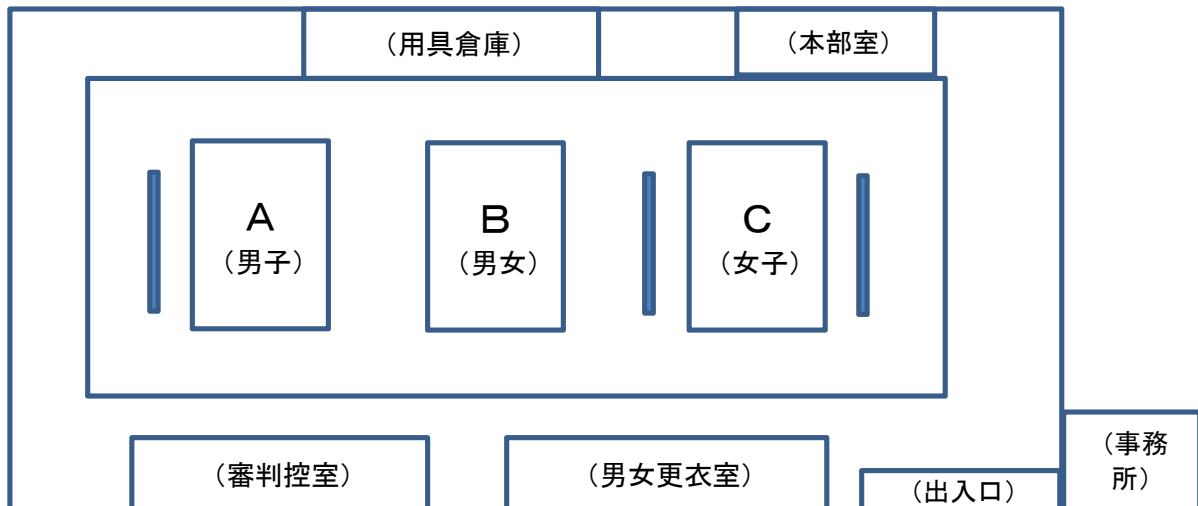 （用具倉庫）
（本部室）
A
（男子）
B
（男女）
C
（女子）
（審判控室）
（男女更衣室）
（出入口）
（事務
所）